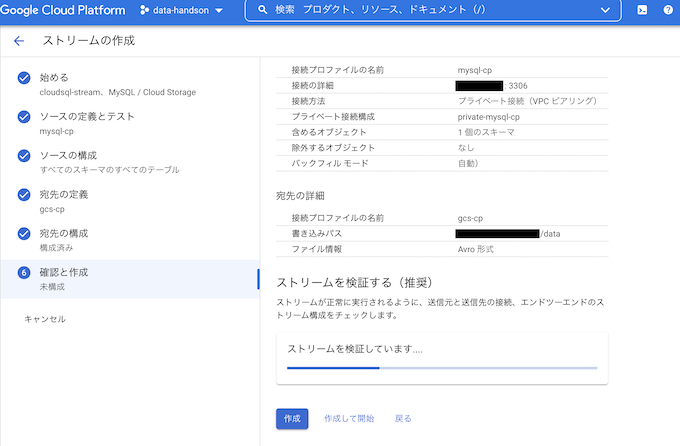 Google Cloud Platform data-handson 検索 プロダクト、リソース、ドキュメント（/）
ストリームの作成
始める
cloudsql-stream、MySQL / Cloud Storage
ソースの定義とテスト
mysql-cp
ソースの構成
すべてのスキーマのすべてのテーブル
宛先の定義
gcs-cp
宛先の構成
構成済み
6 確認と作成
未構成
キャンセル
接続プロファイルの名前 mysql-cp
接続の詳細 : 3306
接続方法 プライベート接続（VPC ピアリング）
プライベート接続構成 private-mysql-cp
含めるオブジェクト 1 個のスキーマ
除外するオブジェクト なし
バックフィル モード 自動）
宛先の詳細
接続プロファイルの名前 gcs-cp
書き込みパス /data
ファイル情報 Avro 形式
ストリームを検証する（推奨）
ストリームが正常に実行されるように、送信元と送信先の接続、エンドツーエンドのス
トリーム構成をチェックします。
ストリームを検証しています....
作成 作成して開始 戻る